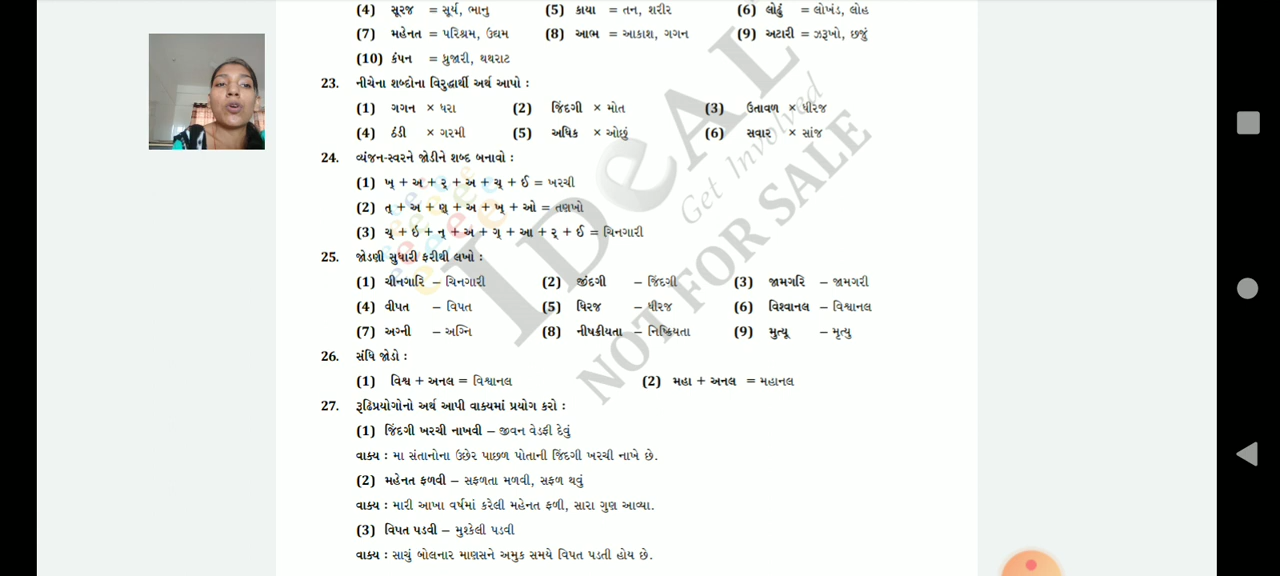 (4) સૂરજ = સૂર્ય, ભાનુ (5) કાયા = તન, શરીર (6) લોઢું = લોખંડ, લોહ
(7) મહેનત = પરિશ્રમ, ઉદ્યમ (8) આભ = આકાશ, ગગન (9) અટારી = ઝરૂખો, છજું
(10) કંપન = ધ્રુજારી, થથરાટ
23. નીચેના શબ્દોના વિરુદ્ધાર્થી અર્થ આપો :
(1) ગગન × ધરા (2) જિંદગી × મોત (3) ઉતાવળ × ધીરજ
(4) ઠંડી × ગરમી (5) અધિક × ઓછું (6) સવાર × સાંજ
24. વ્યંજન-સ્વરને જોડીને શબ્દ બનાવો :
(1) ખ્ + અ + ર્ + અ + ચ્ + ઈ = ખરચી
(2) ત્ + અ + ણ્ + અ + ખ્ + ઓ = તણખો
(3) ચ્ + ઇ + ન્ + અ + ગ્ + આ + ર્ + ઈ = ચિનગારી
25. જોડણી સુધારી ફરીથી લખો :
(1) ચીનગારિ – ચિનગારી (2) જીંદગી – જિંદગી (3) જામગરિ – જામગરી
(4) વીપત – વિપત (5) ધિરજ – ધીરજ (6) વિશ્વાનલ – વિશ્વાનલ
(7) અગ્ની – અગ્નિ (8) નીષ્ક્રીયતા – નિષ્ક્રિયતા (9) મુત્યૂ – મૃત્યુ
26. સંધિ જોડો :
(1) વિશ્વ + અનલ = વિશ્વાનલ (2) મહા + અનલ = મહાનલ
27. રૂઢિપ્રયોગોનો અર્થ આપી વાક્યમાં પ્રયોગ કરો :
(1) જિંદગી ખરચી નાખવી – જીવન વેડફી દેવું
વાક્ય : મા સંતાનોના ઉછેર પાછળ પોતાની જિંદગી ખરચી નાખે છે.
(2) મહેનત ફળવી – સફળતા મળવી, સફળ થવું
વાક્ય : મારી આખા વર્ષમાં કરેલી મહેનત ફળી, સારા ગુણ આવ્યા.
(3) વિપત પડવી – મુશ્કેલી પડવી
વાક્ય : સાચું બોલનાર માણસને અમુક સમયે વિપત પડતી હોય છે.
IDeAL
Get Involved
NOT FOR SALE